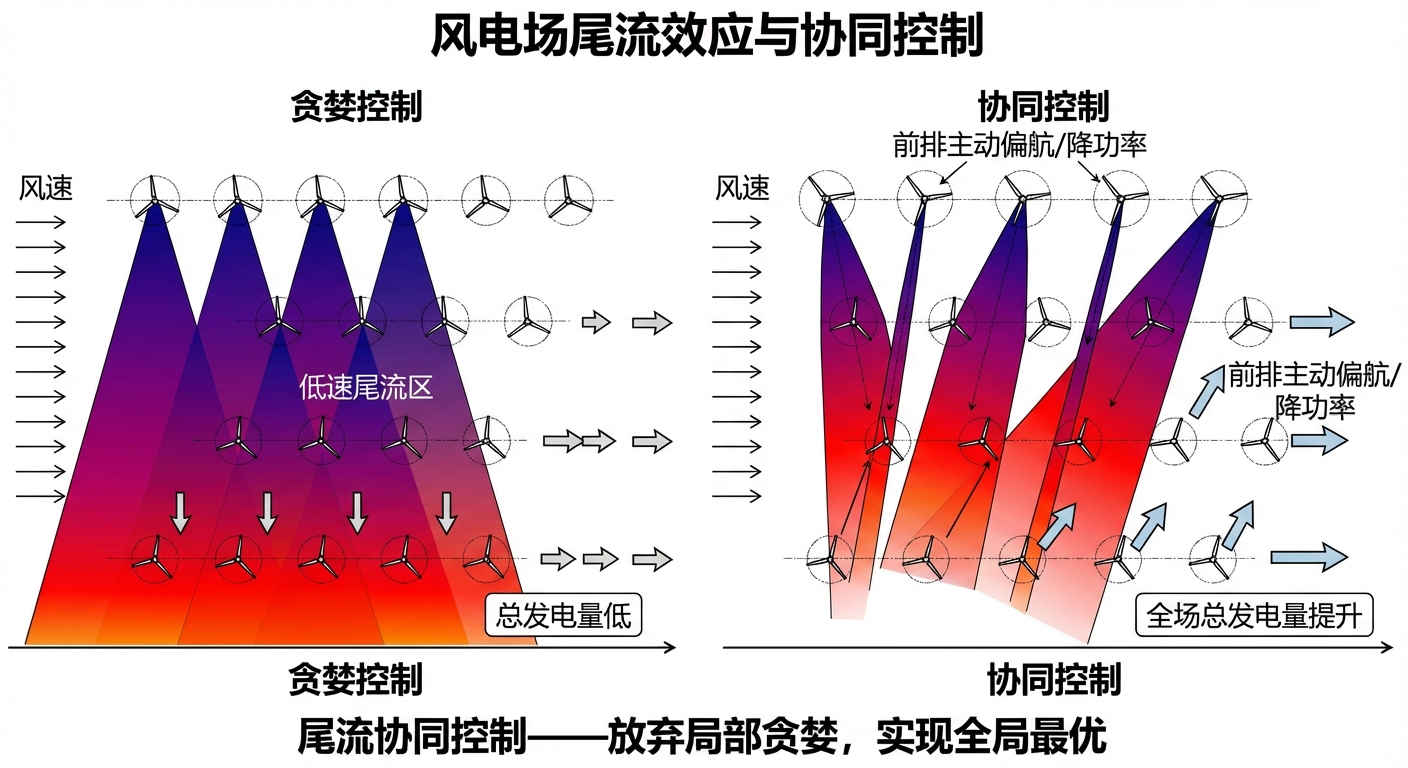 风电场尾流效应与协同控制
贪婪控制
风速
低速尾流区
总发电量低
贪婪控制
协同控制
前排主动偏航/降功率
风速
前排主动偏航/
降功率
全场总发电量提升
协同控制
尾流协同控制——放弃局部贪婪，实现全局最优